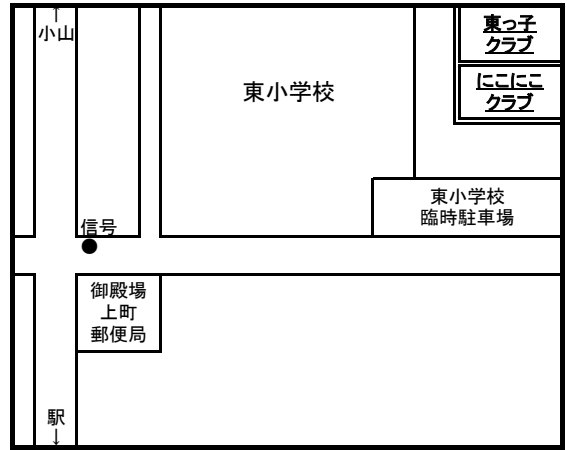 ↑
小山
東っ子
クラブ
にこにこ
クラブ
東小学校
東小学校
臨時駐車場
信号
御殿場
上町
郵便局
駅
↓